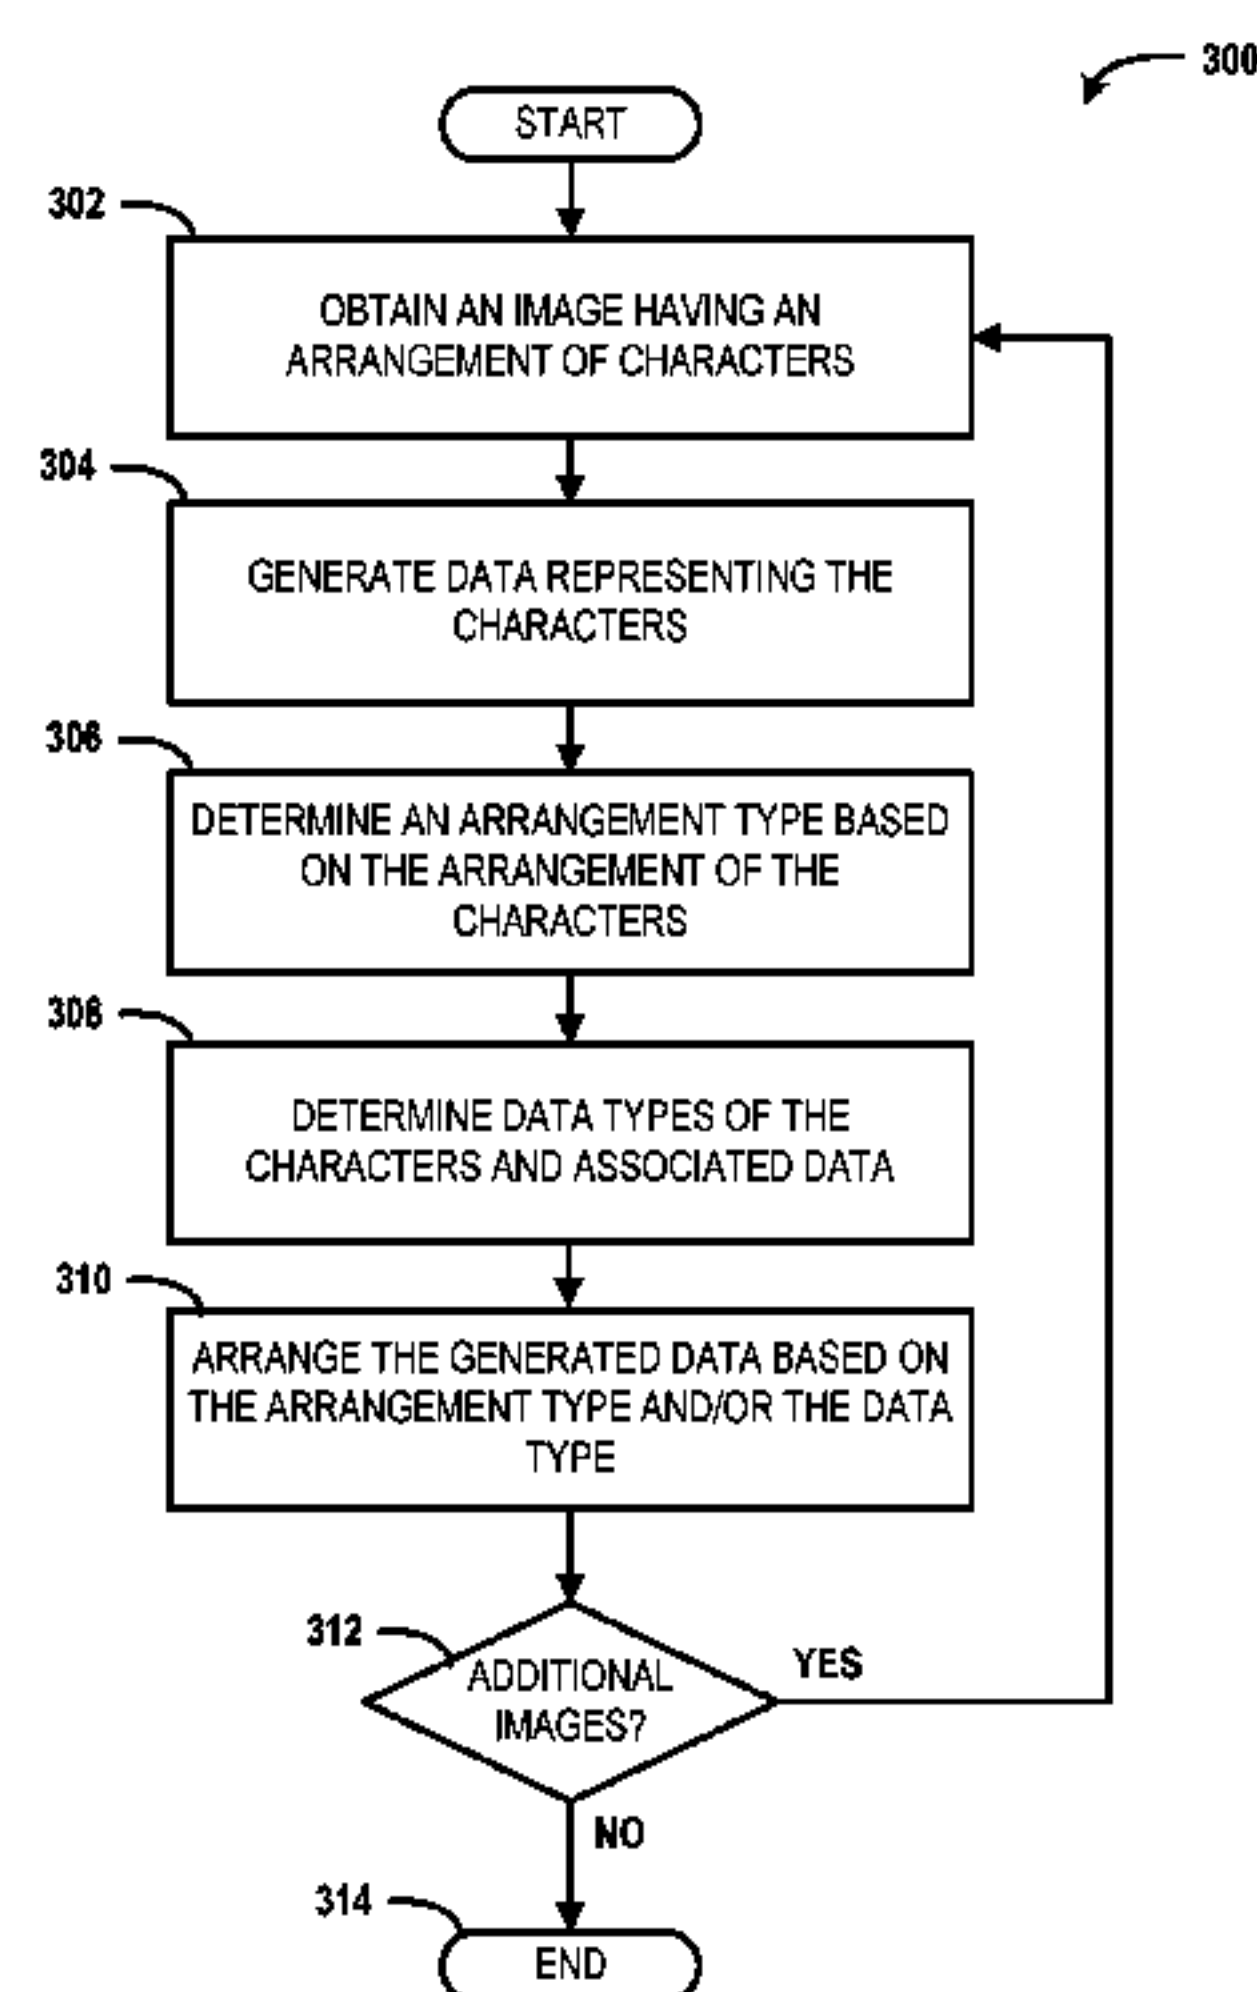 300
START
302
OBTAIN AN IMAGE HAVING AN
ARRANGEMENT OF CHARACTERS
304
GENERATE DATA REPRESENTING THE
CHARACTERS
306
DETERMINE AN ARRANGEMENT TYPE BASED
ON THE ARRANGEMENT OF THE
CHARACTERS
308
DETERMINE DATA TYPES OF THE
CHARACTERS AND ASSOCIATED DATA
310
ARRANGE THE GENERATED DATA BASED ON
THE ARRANGEMENT TYPE AND/OR THE DATA
TYPE
312
ADDITIONAL
IMAGES?
YES
NO
314
END